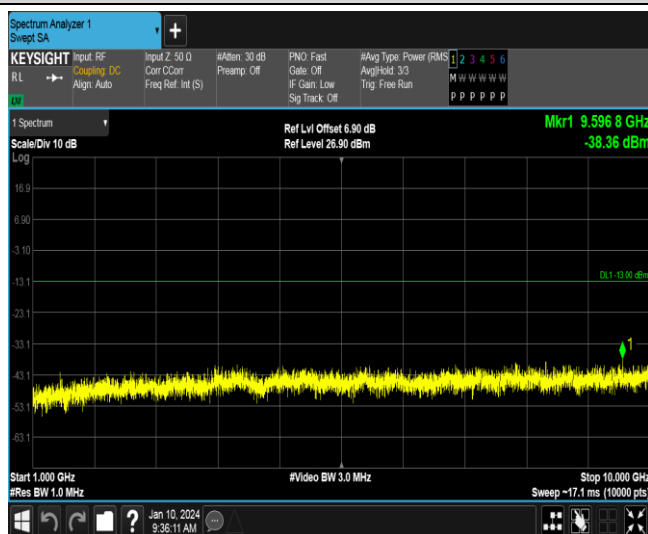 Spectrum Analyzer 1
Swept SA
+
KEYSIGHT
RL
Input: RF
Coupling: DC
Align: Auto
Input Z: 50 Ω
Corr CCorr
Freq Ref: Int (S)
#Atten: 30 dB
Preamp: Off
PNO: Fast
Gate: Off
IF Gain: Low
Sig Track: Off
#Avg Type: Power (RMS
Avg|Hold: 3/3
Trig: Free Run
1 2 3 4 5 6
M W W W W W
P P P P P P
1 Spectrum
Scale/Div 10 dB
Ref Lvl Offset 6.90 dB
Ref Level 26.90 dBm
Mkr1 9.596 8 GHz
-38.36 dBm
Log
16.9
6.90
-3.10
-13.1
-23.1
-33.1
-43.1
-53.1
-63.1
DL1 -13.00 dBm
1
Start 1.000 GHz
#Res BW 1.0 MHz
#Video BW 3.0 MHz
Stop 10.000 GHz
Sweep ~17.1 ms (10000 pts)
?
Jan 10, 2024
9:36:11 AM